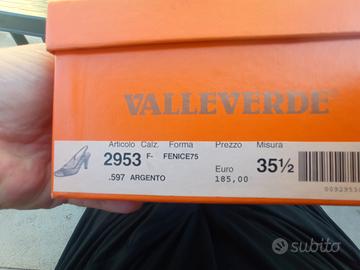 VALLEVERDE
Articolo Calz. Forma Prezzo Misura
2953 F- FENICE75 Euro 35½
.597 ARGENTO 185,00
subito